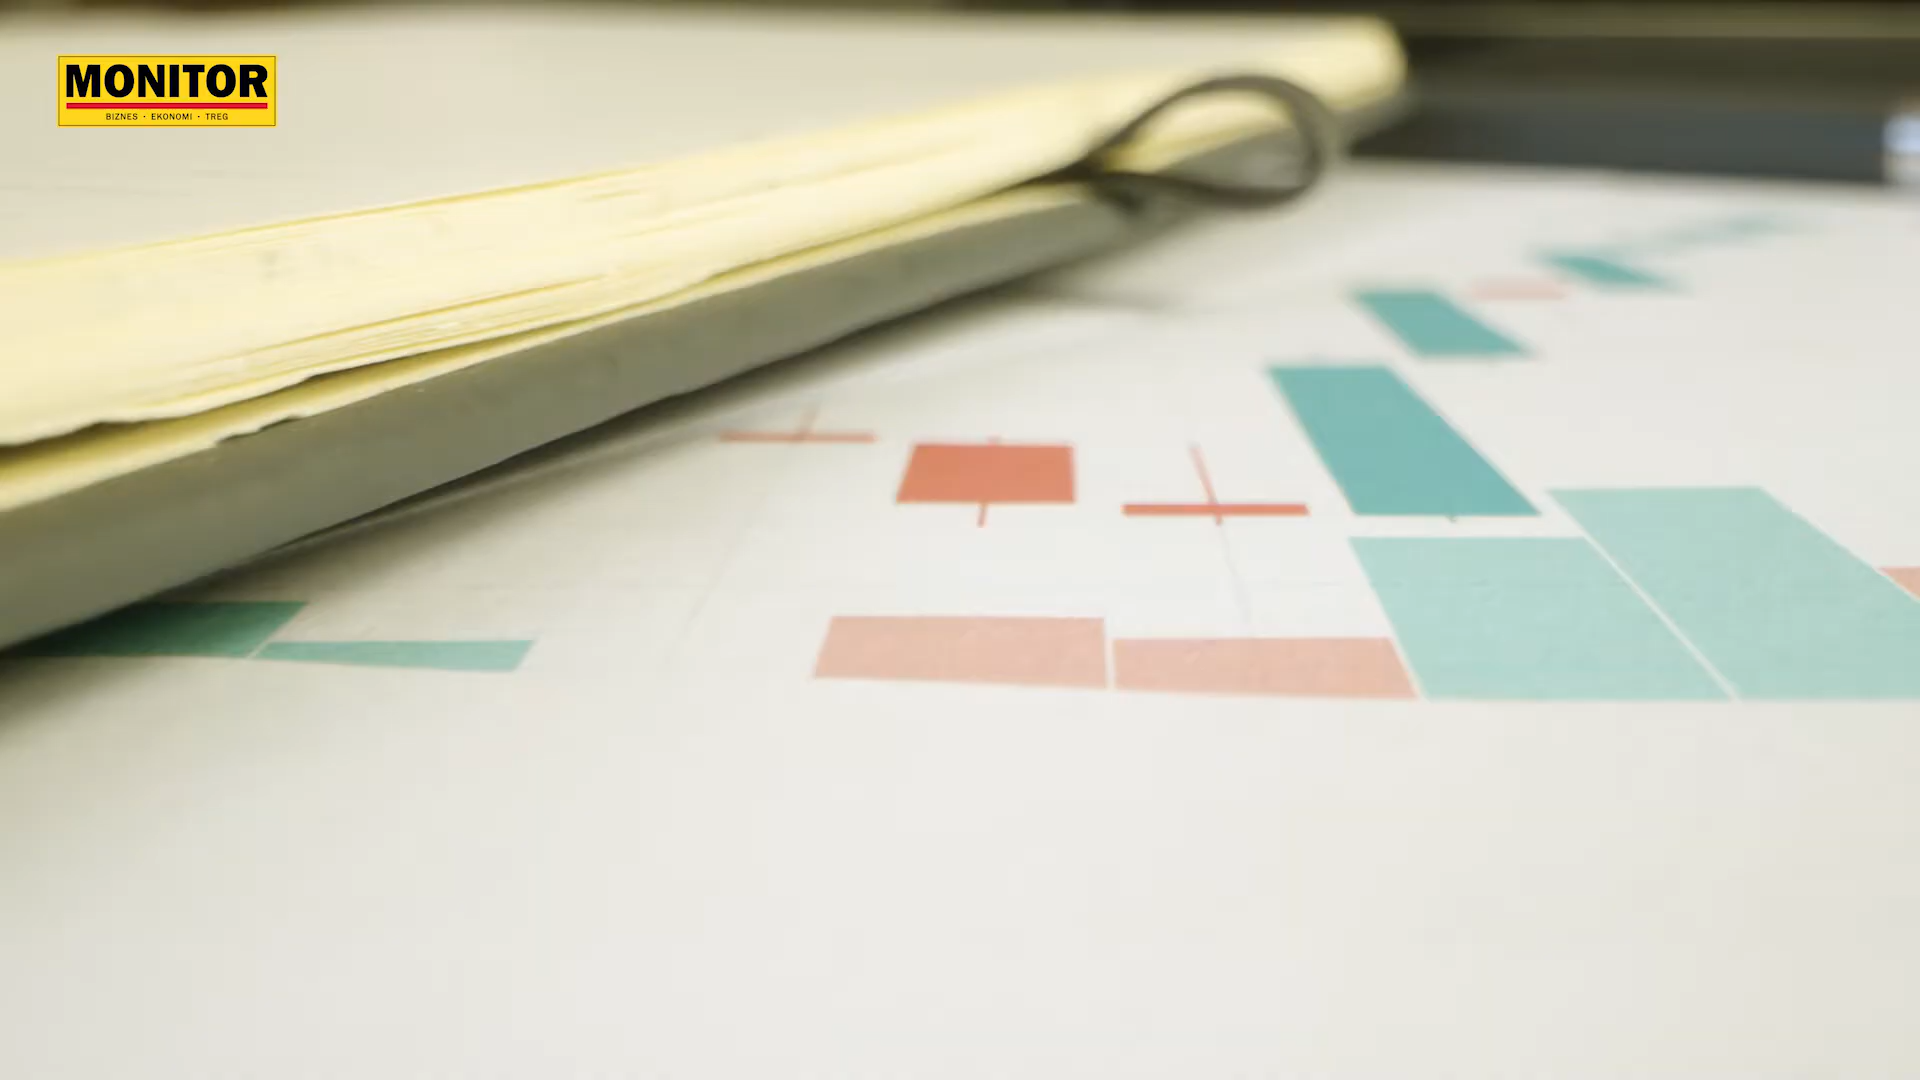 MONITOR
BIZNES • EKONOMI • TREG